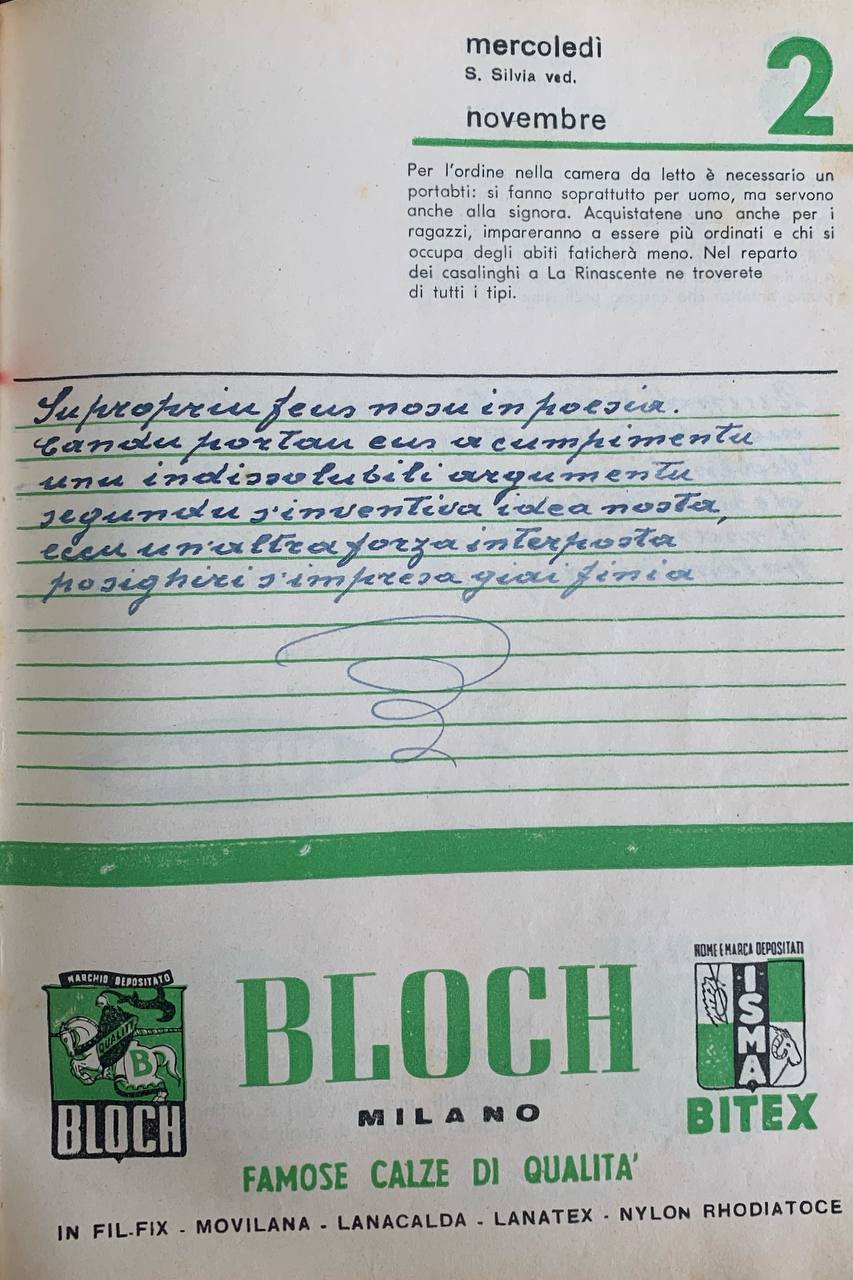 mercoledì
S. Silvia ved.
novembre
2
Per l'ordine nella camera da letto è necessario un
portabti: si fanno soprattutto per uomo, ma servono
anche alla signora. Acquistatene uno anche per i
ragazzi, impareranno a essere più ordinati e chi si
occupa degli abiti faticherà meno. Nel reparto
dei casalinghi a La Rinascente ne troverete
di tutti i tipi.
Su propriu feus nosu in poesia.
Candu portau eus a cumpimentu
unu indissolubili argumentu
segundu s'inventiva idea nosta,
eccu un'altra forza interposta
po sighiri s'impresa giai finia
MARCHIO DEPOSITATO
QUALITY
B
BLOCH
BLOCH
MILANO
FAMOSE CALZE DI QUALITA'
NOME E MARCA DEPOSITATI
ISMA
BITEX
IN FIL-FIX - MOVILANA - LANACALDA - LANATEX - NYLON RHODIATOCE